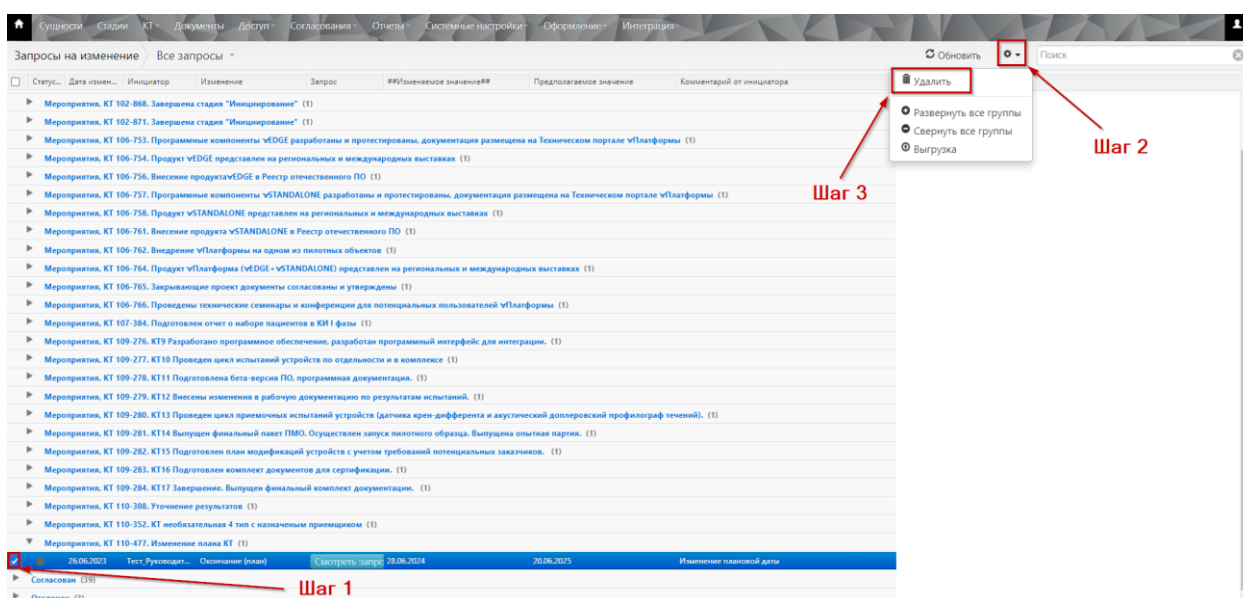 Сущности Стадии КТ Документы Доступ Согласования Отчеты Системные настройки Оформление Интеграция
Запросы на изменение Все запросы Обновить Поиск
Статус... Дата измен... Инициатор Изменение Запрос ##Изменяемое значение## Предполагаемое значение Комментарий от инициатора
Удалить
Развернуть все группы
Свернуть все группы
Выгрузка
Шаг 2
Шаг 3
Мероприятия, КТ 102-868. Завершена стадия "Инициирование" (1)
Мероприятия, КТ 102-871. Завершена стадия "Инициирование" (1)
Мероприятия, КТ 106-753. Программные компоненты ∀EDGE разработаны и протестированы, документация размещена на Техническом портале ∀Платформы (1)
Мероприятия, КТ 106-754. Продукт ∀EDGE представлен на региональных и международных выставках (1)
Мероприятия, КТ 106-756. Внесение продукта∀EDGE в Реестр отечественного ПО (1)
Мероприятия, КТ 106-757. Программные компоненты ∀STANDALONE разработаны и протестированы, документация размещена на Техническом портале ∀Платформы (1)
Мероприятия, КТ 106-758. Продукт ∀STANDALONE представлен на региональных и международных выставках (1)
Мероприятия, КТ 106-761. Внесение продукта ∀STANDALONE в Реестр отечественного ПО (1)
Мероприятия, КТ 106-762. Внедрение ∀Платформы на одном из пилотных объектов (1)
Мероприятия, КТ 106-764. Продукт ∀Платформа (∀EDGE+∀STANDALONE) представлен на региональных и международных выставках (1)
Мероприятия, КТ 106-765. Закрывающие проект документы согласованы и утверждены (1)
Мероприятия, КТ 106-766. Проведены технические семинары и конференции для потенциальных пользователей ∀Платформы (1)
Мероприятия, КТ 107-384. Подготовлен отчет о наборе пациентов в КИ I фазы (1)
Мероприятия, КТ 109-276. КТ9 Разработано программное обеспечение, разработан программный интерфейс для интеграции. (1)
Мероприятия, КТ 109-277. КТ10 Проведен цикл испытаний устройств по отдельности и в комплексе (1)
Мероприятия, КТ 109-278. КТ11 Подготовлена бета-версия ПО, программная документация. (1)
Мероприятия, КТ 109-279. КТ12 Внесены изменения в рабочую документацию по результатам испытаний. (1)
Мероприятия, КТ 109-280. КТ13 Проведен цикл приемочных испытаний устройств (датчика крен-дифферента и акустический доплеровский профилограф течений). (1)
Мероприятия, КТ 109-281. КТ14 Выпущен финальный пакет ПМО. Осуществлен запуск пилотного образца. Выпущена опытная партия. (1)
Мероприятия, КТ 109-282. КТ15 Подготовлен план модификаций устройств с учетом требований потенциальных заказчиков. (1)
Мероприятия, КТ 109-283. КТ16 Подготовлен комплект документов для сертификации. (1)
Мероприятия, КТ 109-284. КТ17 Завершение. Выпущен финальный комплект документации. (1)
Мероприятия, КТ 110-308. Уточнение результатов (1)
Мероприятия, КТ 110-352. КТ необязательная 4 тип с назначеным приемщиком (1)
Мероприятия, КТ 110-477. Изменение плана КТ (1)
26.06.2023 Тест_Руководит... Окончание (план) Смотреть запрос 28.06.2024 20.06.2025 Изменение плановой даты
Согласован (39)
Шаг 1